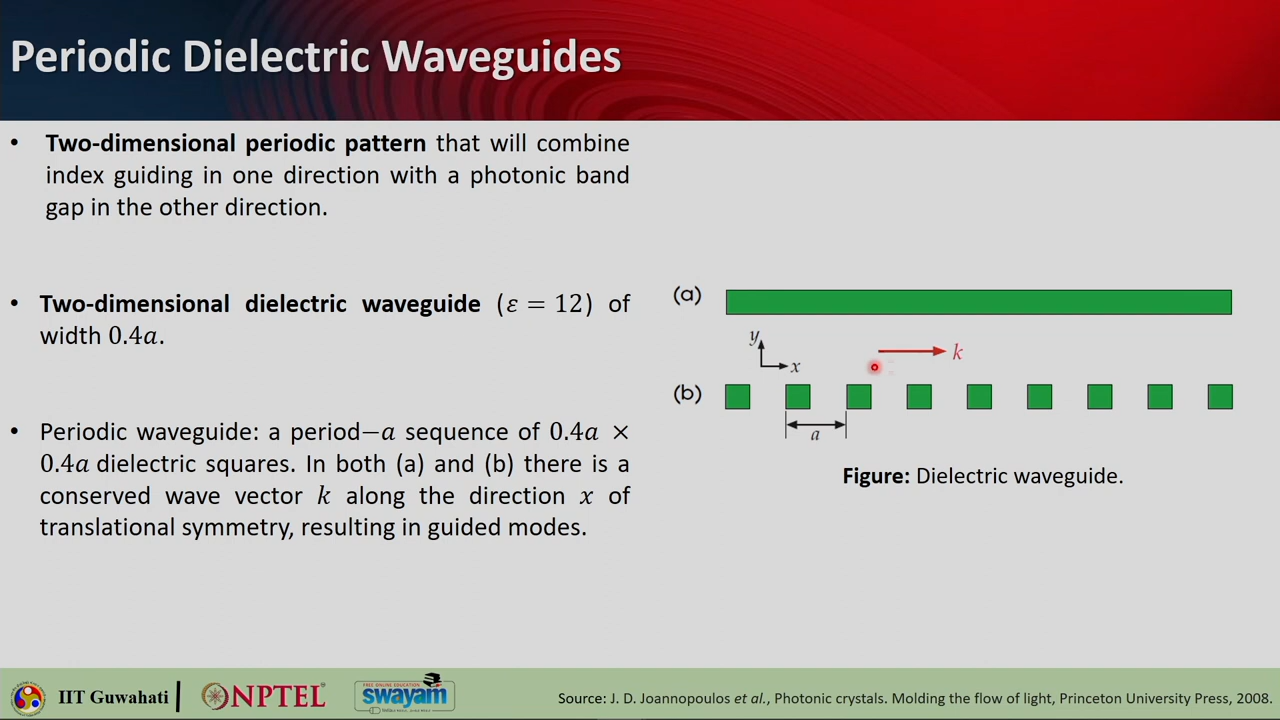 Periodic Dielectric Waveguides
• Two-dimensional periodic pattern that will combine
index guiding in one direction with a photonic band
gap in the other direction.
• Two-dimensional dielectric waveguide (ε = 12) of
width 0.4a.
• Periodic waveguide: a period−a sequence of 0.4a ×
0.4a dielectric squares. In both (a) and (b) there is a
conserved wave vector k along the direction x of
translational symmetry, resulting in guided modes.
(a)
y
x
k
(b)
a
Figure: Dielectric waveguide.
IIT Guwahati
NPTEL
FREE ONLINE EDUCATION
swayam
Source: J. D. Joannopoulos et al., Photonic crystals. Molding the flow of light, Princeton University Press, 2008.